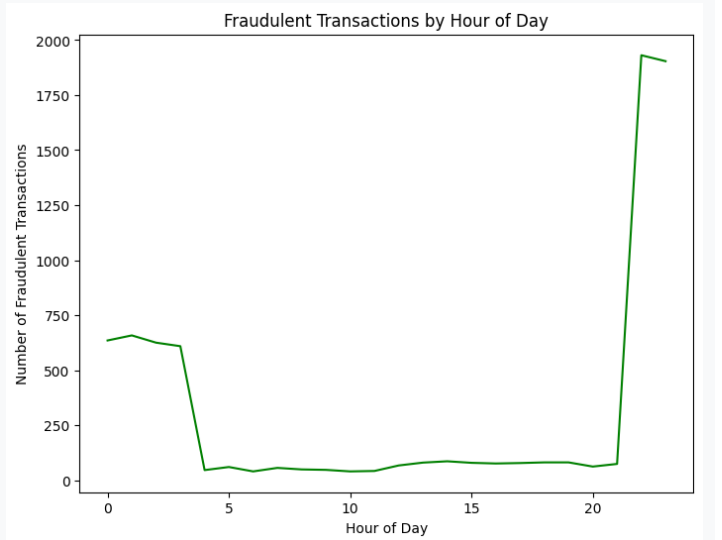 Fraudulent Transactions by Hour of Day
2000
1750
1500
1250
1000
750
500
250
0
Number of Fraudulent Transactions
0 5 10 15 20
Hour of Day